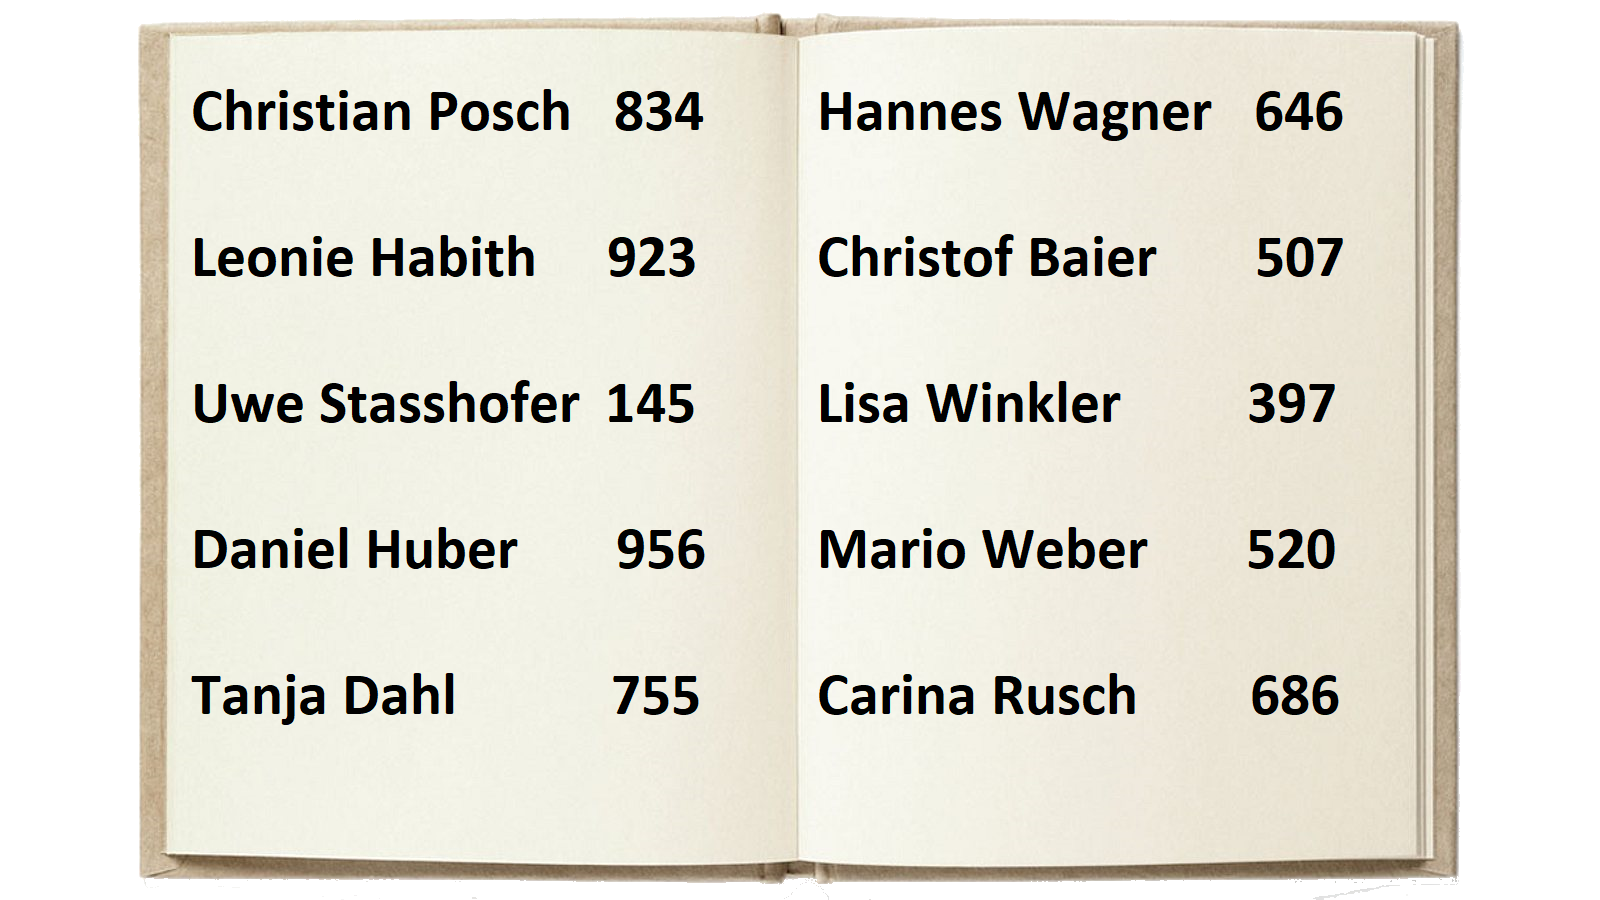 Christian Posch 834
Leonie Habith 923
Uwe Stasshofer 145
Daniel Huber 956
Tanja Dahl 755
Hannes Wagner 646
Christof Baier 507
Lisa Winkler 397
Mario Weber 520
Carina Rusch 686